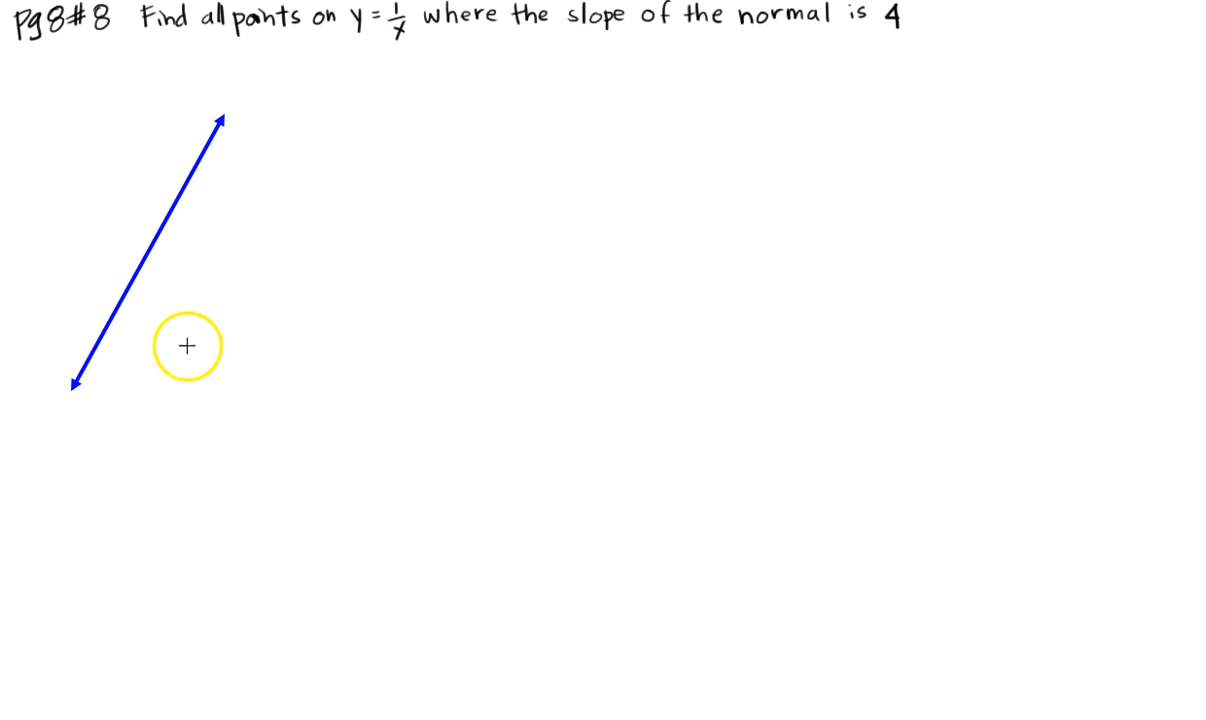 Pg8#8 Find all points on y = 1/x where the slope of the normal is 4